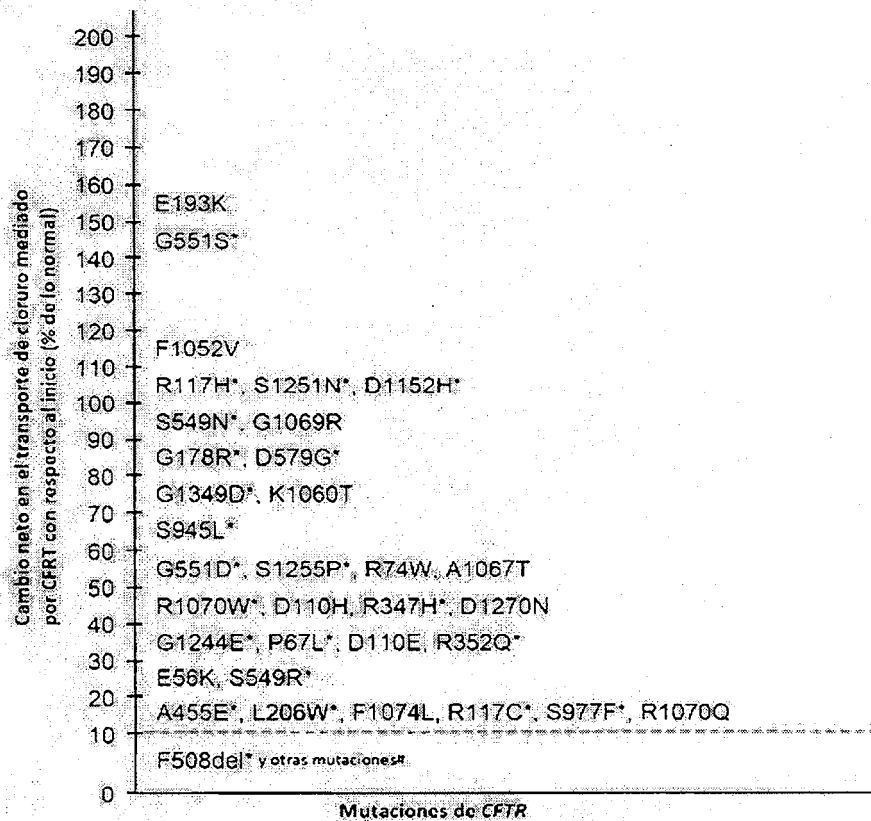 Cambio neto en el transporte de cloruro mediado
por CFRT con respecto al inicio (% de lo normal)
200
190
180
170
160
E193K
150
G551S*
140
130
120
F1052V
110
R117H*, S1251N*, D1152H*
100
S549N*, G1069R
90
G178R*, D579G*
80
G1349D*, K1060T
70
S945L*
60
G551D*, S1255P*, R74W, A1067T
50
R1070W*, D110H, R347H*, D1270N
40
G1244E*, P67L*, D110E, R352Q*
30
E56K, S549R*
20
A455E*, L206W*, F1074L, R117C*, S977F*, R1070Q
10
F508del* y otras mutaciones#
0
Mutaciones de CFTR